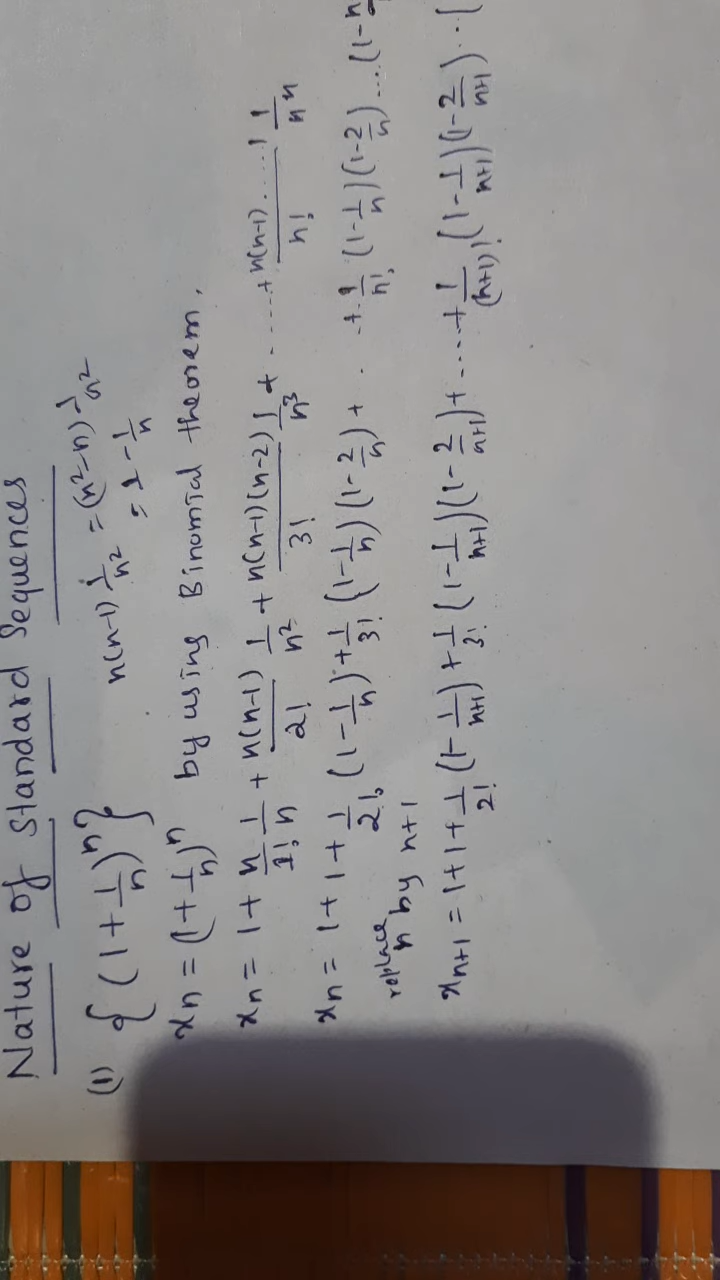 Nature of Standard Sequences
(1) { (1 + 1/n)^n }
n(n-1) 1/n² = (n²-n) 1/n²
= 1 - 1/n
xn = (1 + 1/n)^n by using Binomial theorem.
xn = 1 + n/1! 1/n + n(n-1)/2! 1/n² + n(n-1)(n-2)/3! 1/n³ + ..... + n(n-1)....1/n! 1/n^n
xn = 1 + 1 + 1/2! (1 - 1/n) + 1/3! (1 - 1/n)(1 - 2/n) + . . . + 1/n! (1 - 1/n)(1 - 2/n)...(1-
replace n by n+1
xn+1 = 1 + 1 + 1/2! (1 - 1/n+1) + 1/3! (1 - 1/n+1)(1 - 2/n+1) + .... + 1/(n+1)! (1 - 1/n+1)(1 - 2/n+1)..(